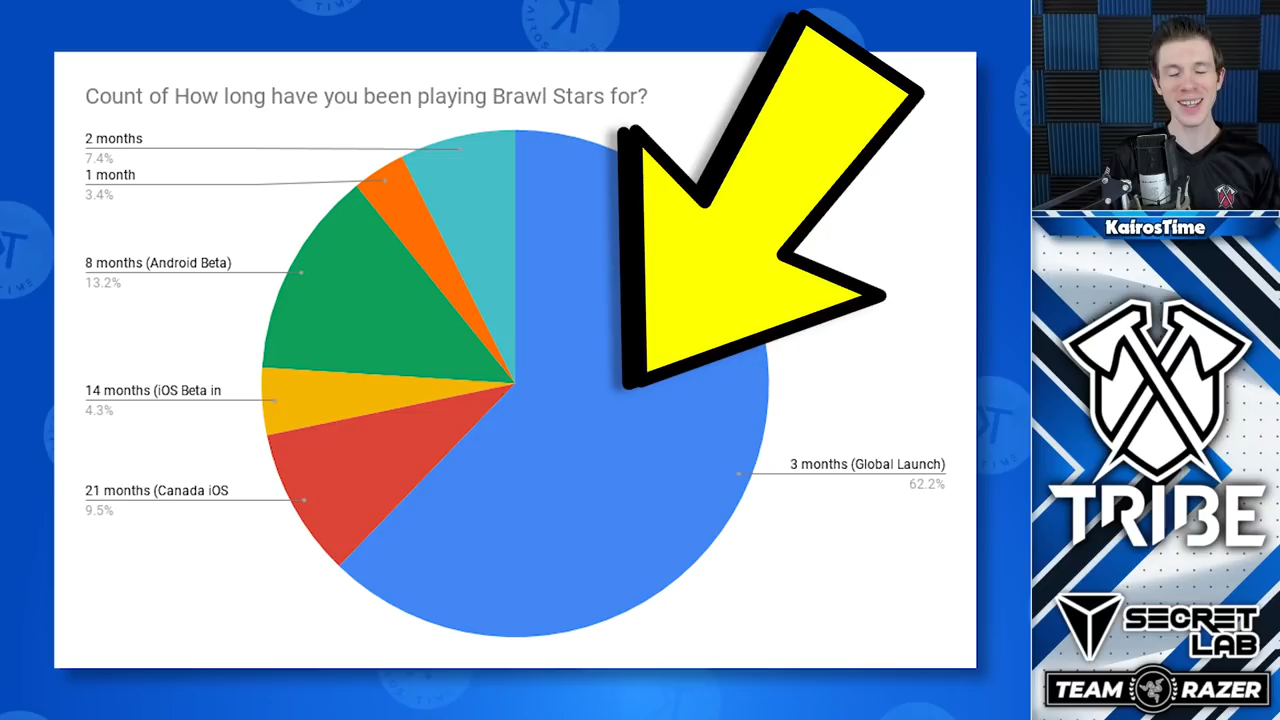 Count of How long have you been playing Brawl Stars for?
2 months
7.4%
1 month
3.4%
8 months (Android Beta)
13.2%
14 months (iOS Beta in
4.3%
21 months (Canada iOS
9.5%
3 months (Global Launch)
62.2%
KairosTime
TRIBE
SECRET
LAB
TEAM RAZER